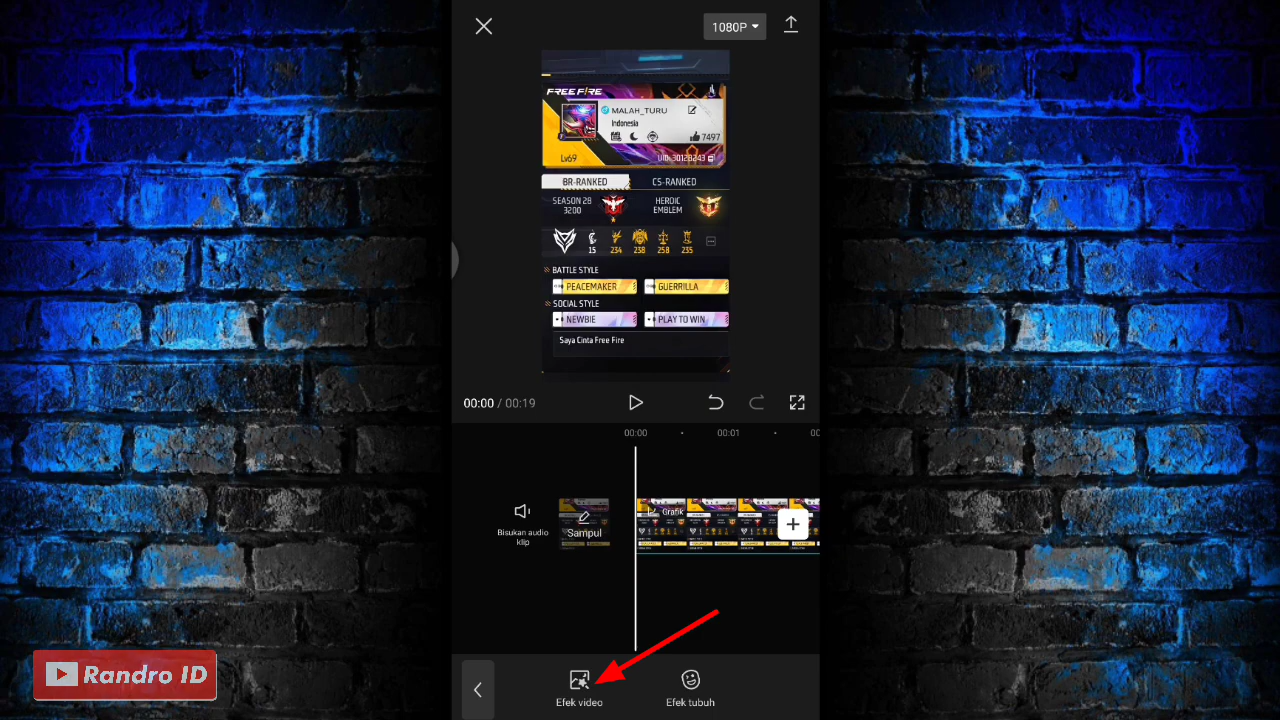 1080P
FREE FIRE
MALAH_TURU
Indonesia
7497
Lv69
UID:30128243
BR-RANKED
CS-RANKED
SEASON 28
3200
HEROIC
EMBLEM
15
234
238
258
235
BATTLE STYLE
PEACEMAKER
GUERRILLA
SOCIAL STYLE
NEWBIE
PLAY TO WIN
Saya Cinta Free Fire
00:00 / 00:19
00:00
00:01
Bisukan audio
klip
Sampul
Grafik
Randro ID
Efek video
Efek tubuh